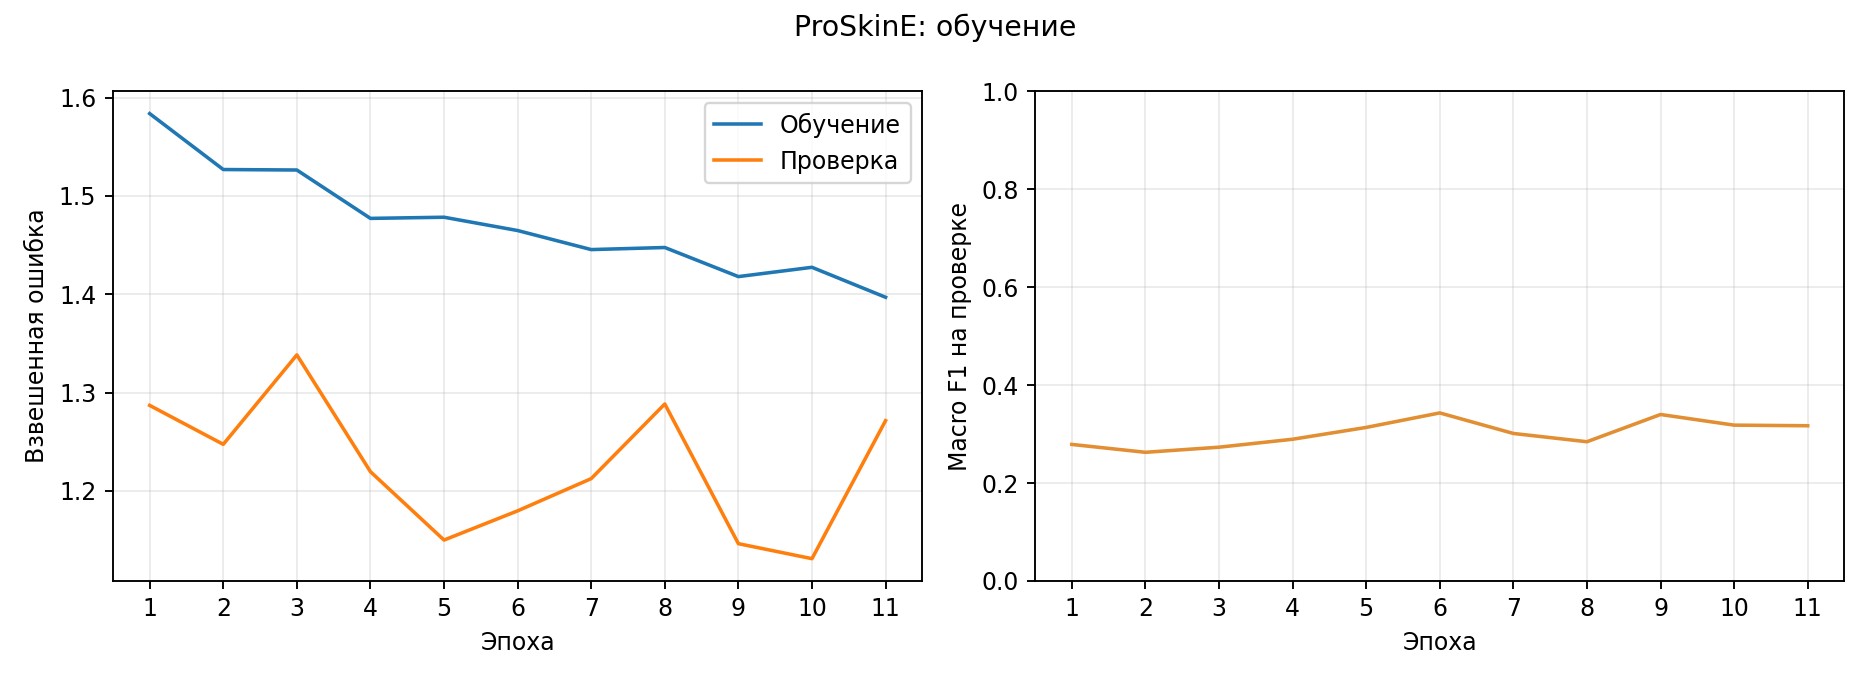 ProSkinE: обучение
Взвешенная ошибка
1.6
1.5
1.4
1.3
1.2
Обучение
Проверка
1 2 3 4 5 6 7 8 9 10 11
Эпоха
Macro F1 на проверке
1.0
0.8
0.6
0.4
0.2
0.0
1 2 3 4 5 6 7 8 9 10 11
Эпоха